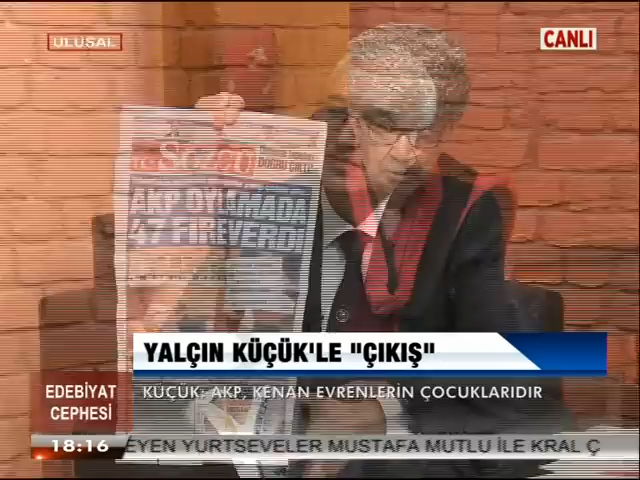 ULUSAL
CANLI
SÖZCÜ
AKP OYLAMADA
47 FİRE VERDİ
YALÇIN KÜÇÜK'LE "ÇIKIŞ"
EDEBİYAT
CEPHESİ
KÜÇÜK: AKP, KENAN EVRENLERİN ÇOCUKLARIDIR
18:16
EYEN YURTSEVELER MUSTAFA MUTLU İLE KRAL Ç